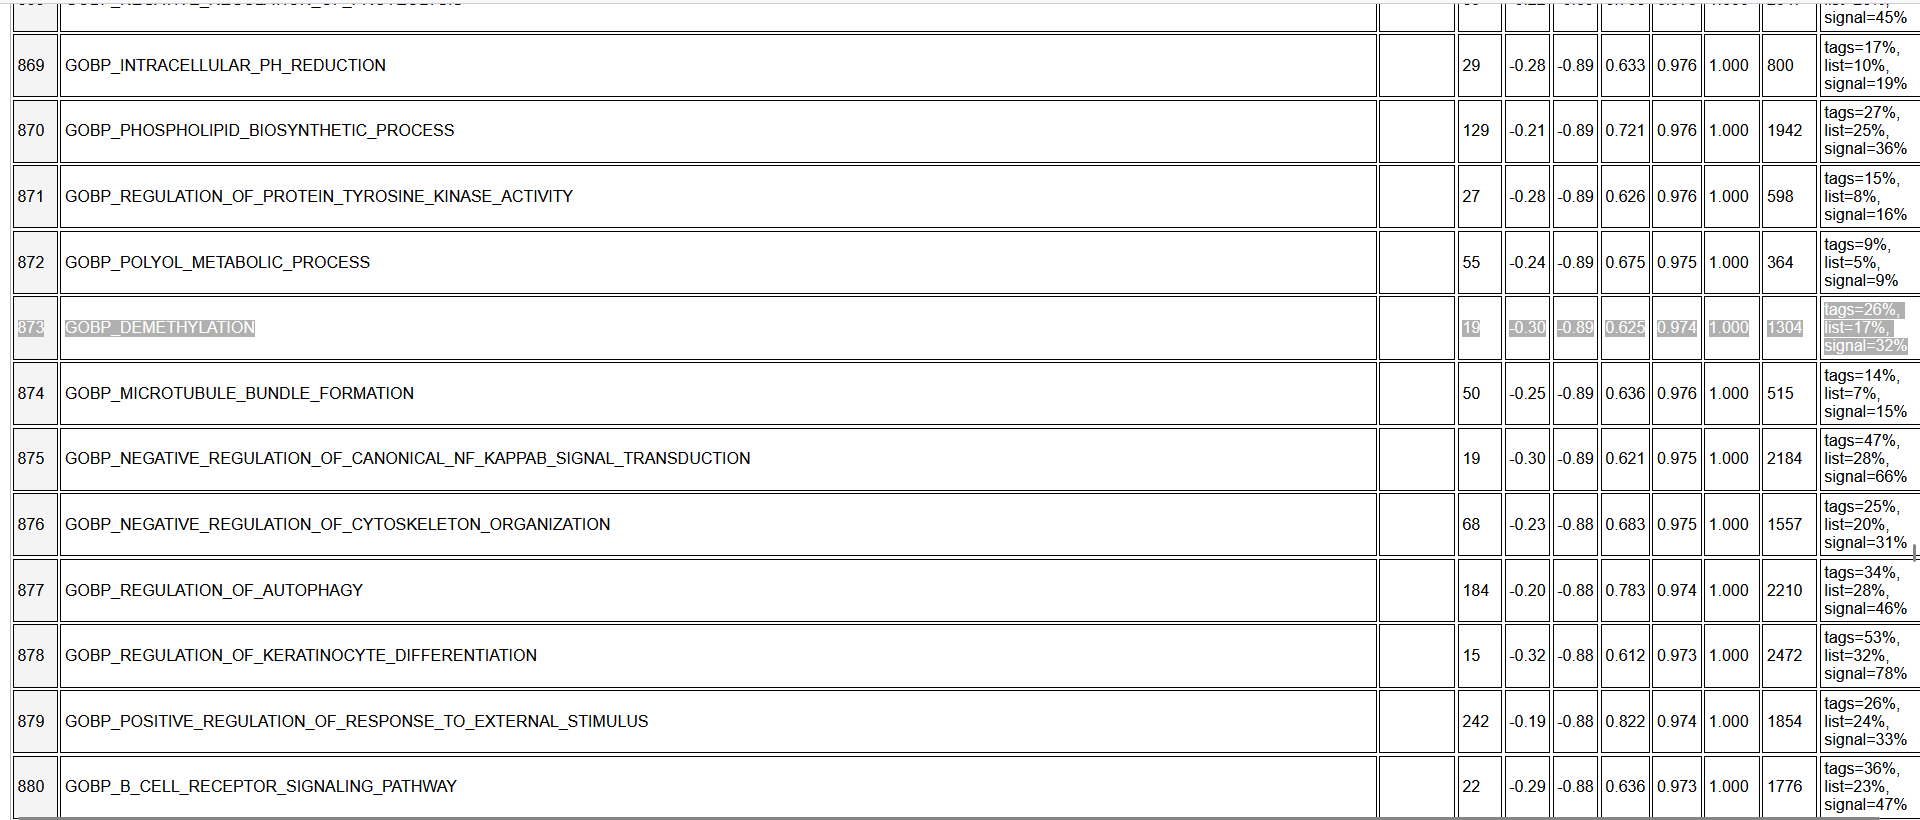 signal=45%
869 GOBP_INTRACELLULAR_PH_REDUCTION 29 -0.28 -0.89 0.633 0.976 1.000 800 tags=17%,
list=10%,
signal=19%
870 GOBP_PHOSPHOLIPID_BIOSYNTHETIC_PROCESS 129 -0.21 -0.89 0.721 0.976 1.000 1942 tags=27%,
list=25%,
signal=36%
871 GOBP_REGULATION_OF_PROTEIN_TYROSINE_KINASE_ACTIVITY 27 -0.28 -0.89 0.626 0.976 1.000 598 tags=15%,
list=8%,
signal=16%
872 GOBP_POLYOL_METABOLIC_PROCESS 55 -0.24 -0.89 0.675 0.975 1.000 364 tags=9%,
list=5%,
signal=9%
873 GOBP_DEMETHYLATION 19 -0.30 -0.89 0.625 0.974 1.000 1304 tags=26%,
list=17%,
signal=32%
874 GOBP_MICROTUBULE_BUNDLE_FORMATION 50 -0.25 -0.89 0.636 0.976 1.000 515 tags=14%,
list=7%,
signal=15%
875 GOBP_NEGATIVE_REGULATION_OF_CANONICAL_NF_KAPPAB_SIGNAL_TRANSDUCTION 19 -0.30 -0.89 0.621 0.975 1.000 2184 tags=47%,
list=28%,
signal=66%
876 GOBP_NEGATIVE_REGULATION_OF_CYTOSKELETON_ORGANIZATION 68 -0.23 -0.88 0.683 0.975 1.000 1557 tags=25%,
list=20%,
signal=31%
877 GOBP_REGULATION_OF_AUTOPHAGY 184 -0.20 -0.88 0.783 0.974 1.000 2210 tags=34%,
list=28%,
signal=46%
878 GOBP_REGULATION_OF_KERATINOCYTE_DIFFERENTIATION 15 -0.32 -0.88 0.612 0.973 1.000 2472 tags=53%,
list=32%,
signal=78%
879 GOBP_POSITIVE_REGULATION_OF_RESPONSE_TO_EXTERNAL_STIMULUS 242 -0.19 -0.88 0.822 0.974 1.000 1854 tags=26%,
list=24%,
signal=33%
880 GOBP_B_CELL_RECEPTOR_SIGNALING_PATHWAY 22 -0.29 -0.88 0.636 0.973 1.000 1776 tags=36%,
list=23%,
signal=47%